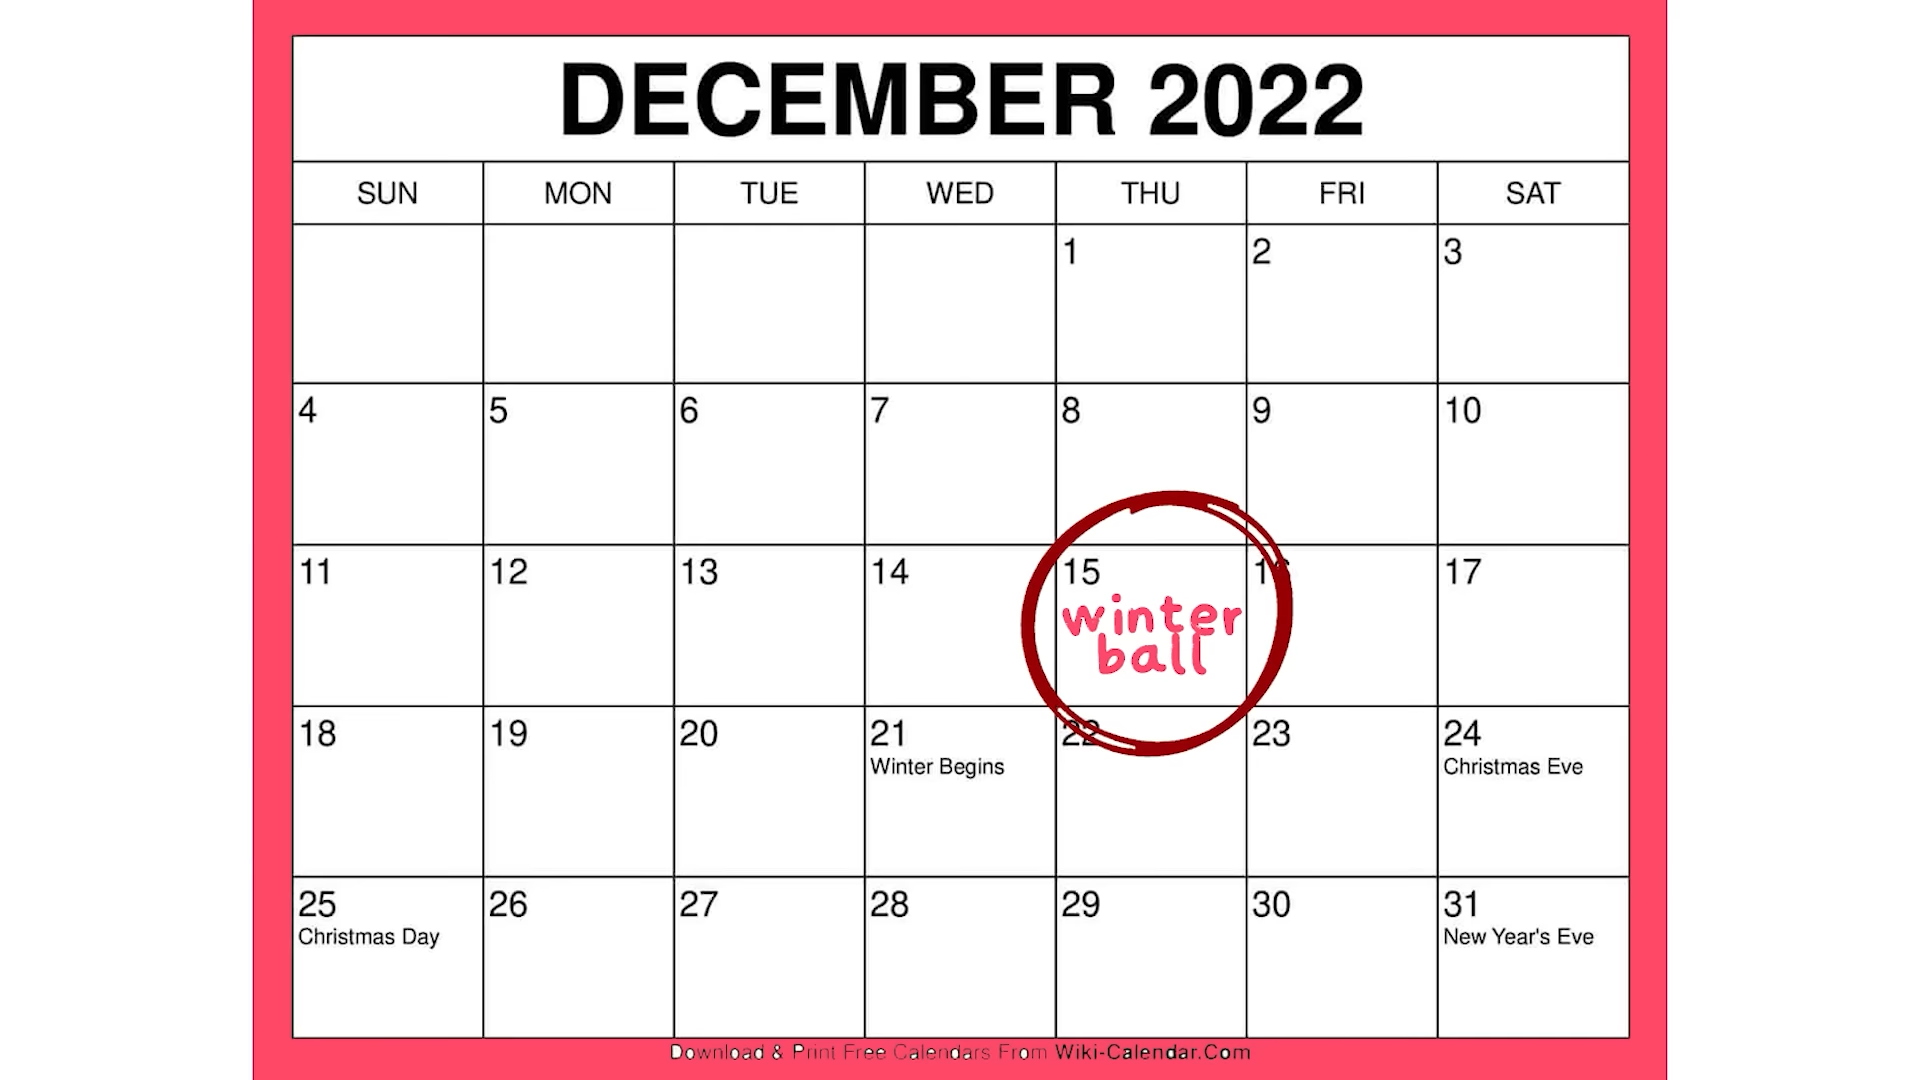 DECEMBER 2022
SUN MON TUE WED THU FRI SAT
1 2 3
4 5 6 7 8 9 10
11 12 13 14 15 16 17
winter
ball
18 19 20 21 22 23 24
Winter Begins Christmas Eve
25 26 27 28 29 30 31
Christmas Day New Year's Eve
Download & Print Free Calendars From Wiki-Calendar.Com